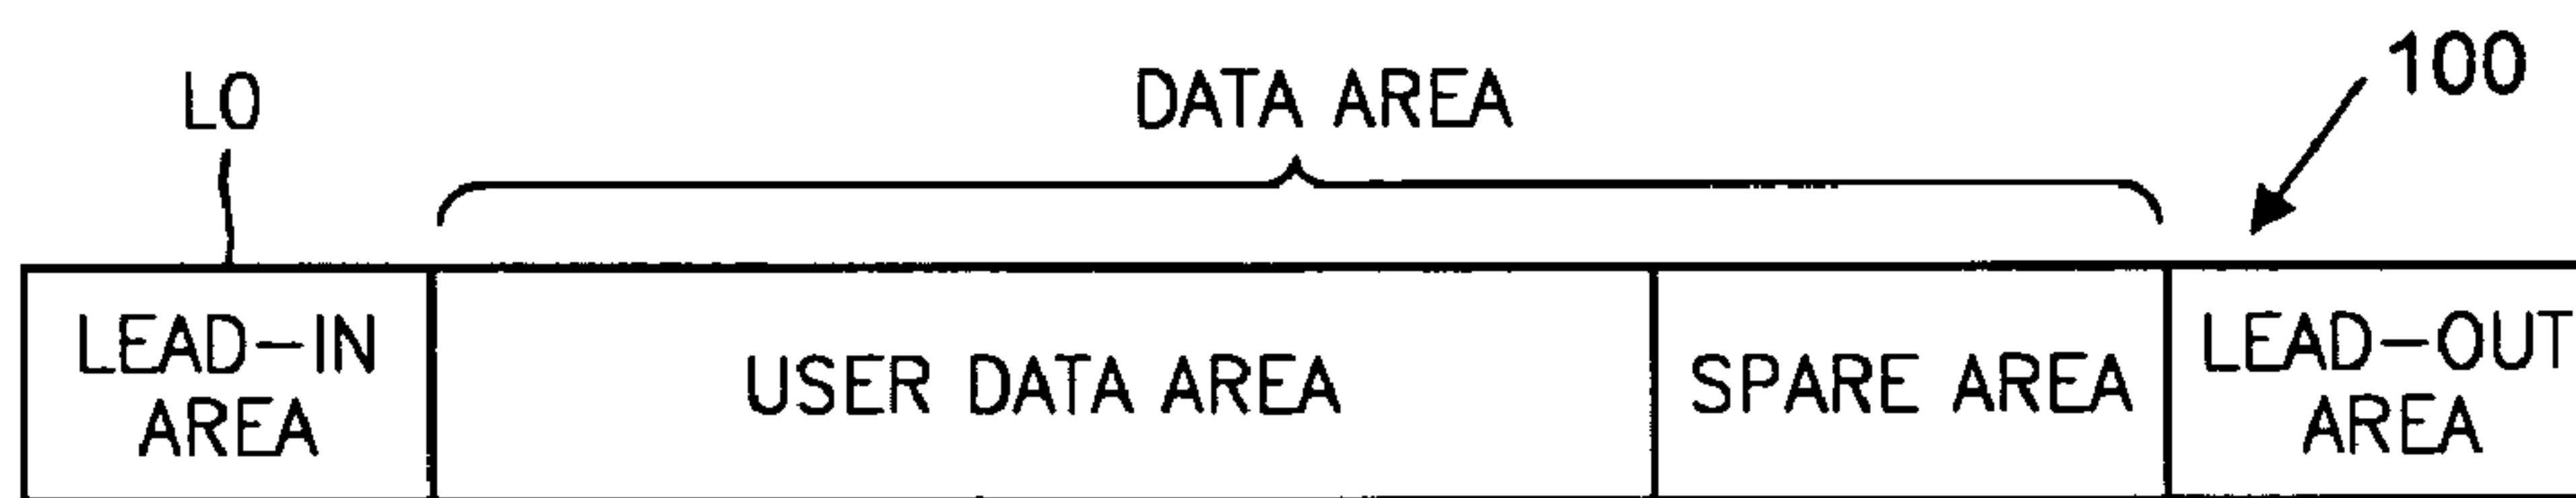 100
L0
DATA AREA
LEAD-IN
AREA
USER DATA AREA
SPARE AREA
LEAD-OUT
AREA